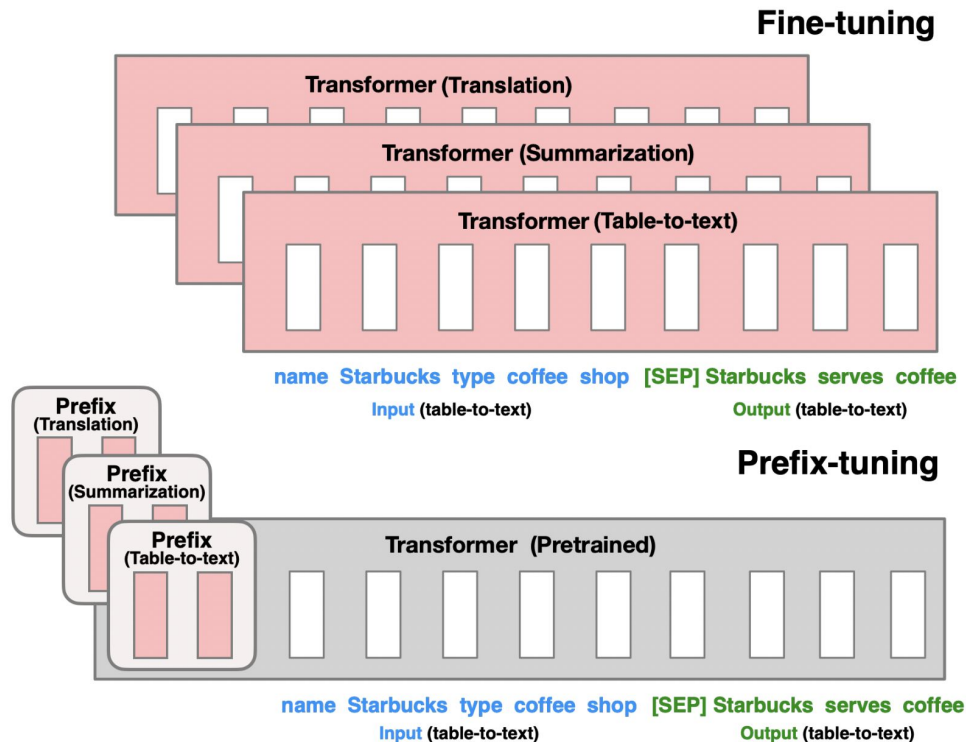 Fine-tuning
Transformer (Translation)
Transformer (Summarization)
Transformer (Table-to-text)
name Starbucks type coffee shop [SEP] Starbucks serves coffee
Input (table-to-text) Output (table-to-text)
Prefix
(Translation)
Prefix-tuning
Prefix
(Summarization)
Prefix
(Table-to-text)
Transformer (Pretrained)
name Starbucks type coffee shop [SEP] Starbucks serves coffee
Input (table-to-text) Output (table-to-text)